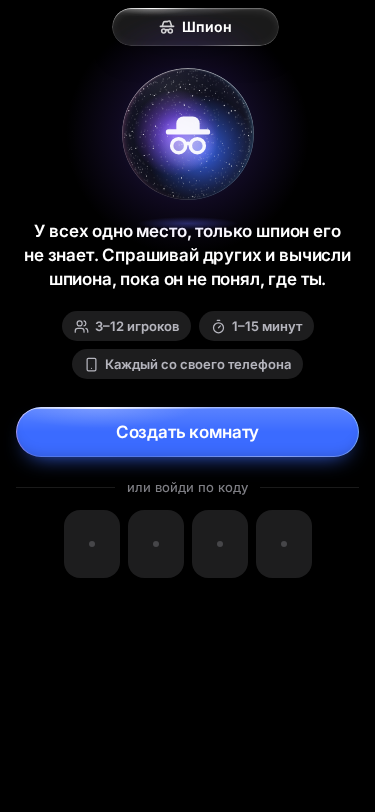 Шпион
У всех одно место, только шпион его
не знает. Спрашивай других и вычисли
шпиона, пока он не понял, где ты.
3–12 игроков
1–15 минут
Каждый со своего телефона
Создать комнату
или войди по коду